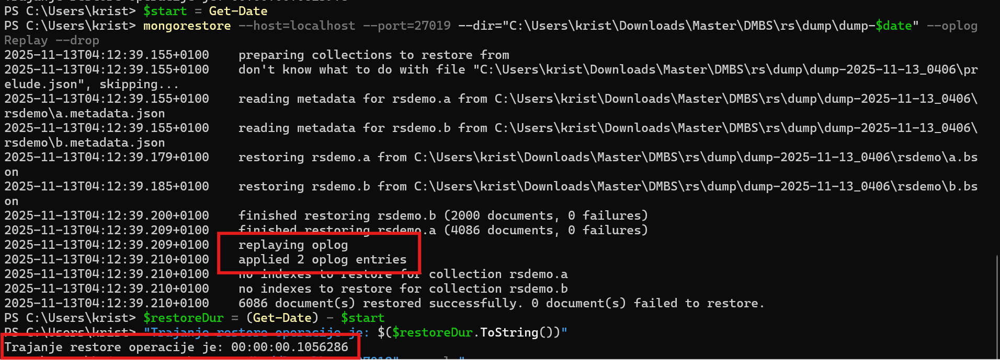 PS C:\Users\krist> $start = Get-Date
PS C:\Users\krist> mongorestore --host=localhost --port=27019 --dir="C:\Users\krist\Downloads\Master\DMBS\rs\dump\dump-$date" --oplog
Replay --drop
2025-11-13T04:12:39.155+0100    preparing collections to restore from
2025-11-13T04:12:39.155+0100    don't know what to do with file "C:\Users\krist\Downloads\Master\DMBS\rs\dump\dump-2025-11-13_0406\pr
elude.json", skipping...
2025-11-13T04:12:39.155+0100    reading metadata for rsdemo.a from C:\Users\krist\Downloads\Master\DMBS\rs\dump\dump-2025-11-13_0406\
rsdemo\a.metadata.json
2025-11-13T04:12:39.155+0100    reading metadata for rsdemo.b from C:\Users\krist\Downloads\Master\DMBS\rs\dump\dump-2025-11-13_0406\
rsdemo\b.metadata.json
2025-11-13T04:12:39.179+0100    restoring rsdemo.a from C:\Users\krist\Downloads\Master\DMBS\rs\dump\dump-2025-11-13_0406\rsdemo\a.bs
on
2025-11-13T04:12:39.185+0100    restoring rsdemo.b from C:\Users\krist\Downloads\Master\DMBS\rs\dump\dump-2025-11-13_0406\rsdemo\b.bs
on
2025-11-13T04:12:39.200+0100    finished restoring rsdemo.b (2000 documents, 0 failures)
2025-11-13T04:12:39.209+0100    finished restoring rsdemo.a (4086 documents, 0 failures)
2025-11-13T04:12:39.209+0100    replaying oplog
2025-11-13T04:12:39.210+0100    applied 2 oplog entries
2025-11-13T04:12:39.210+0100    no indexes to restore for collection rsdemo.a
2025-11-13T04:12:39.210+0100    no indexes to restore for collection rsdemo.b
2025-11-13T04:12:39.210+0100    6086 document(s) restored successfully. 0 document(s) failed to restore.
PS C:\Users\krist> $restoreDur = (Get-Date) - $start
PS C:\Users\krist> "Trajanje restore operacije je: $($restoreDur.ToString())"
Trajanje restore operacije je: 00:00:00.1056286